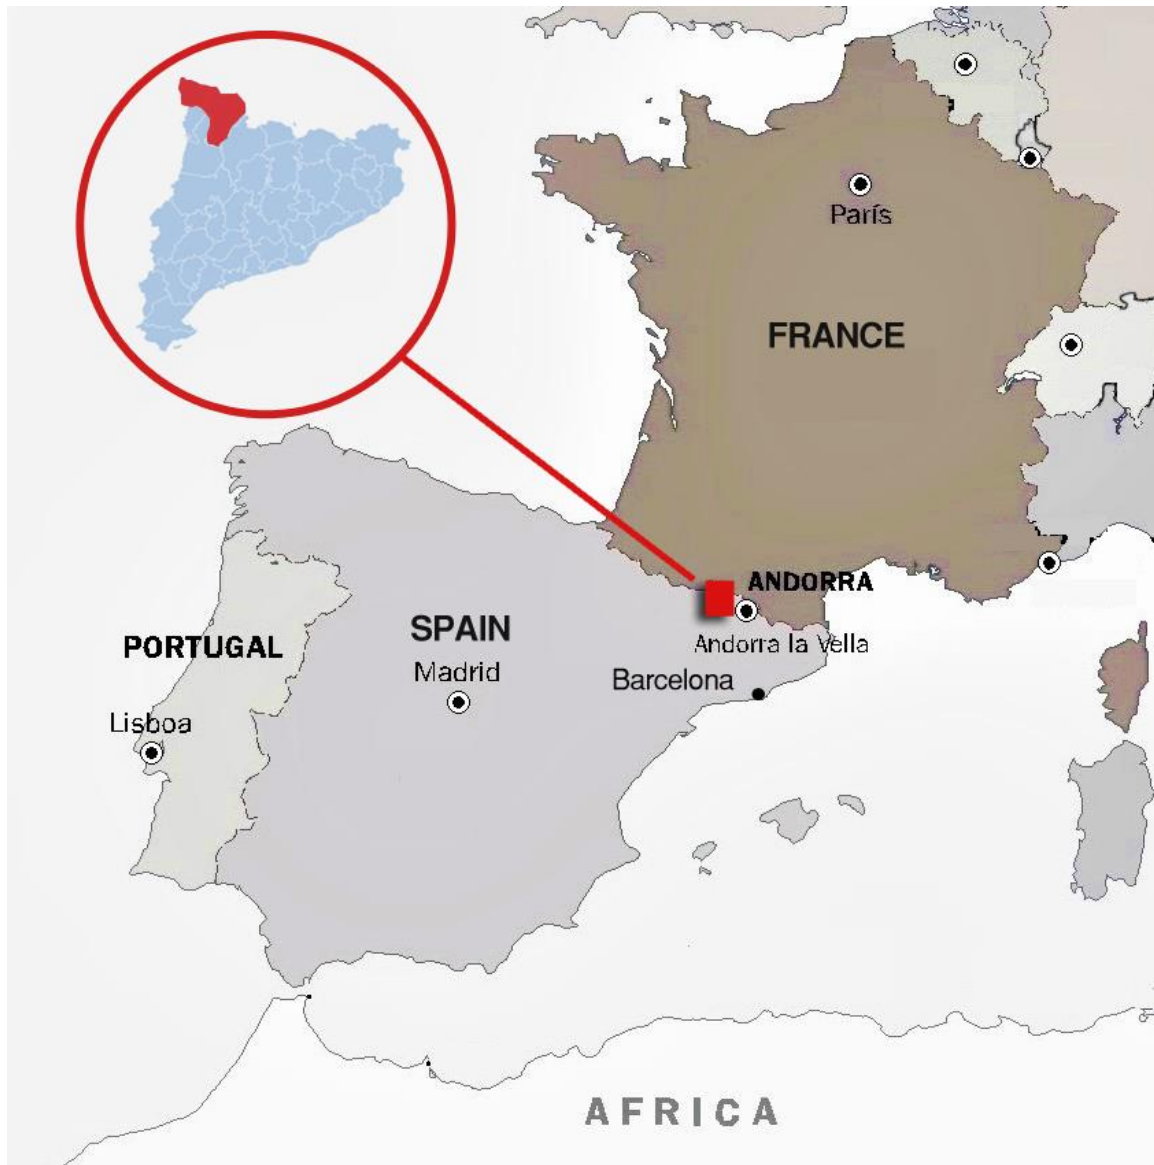 París
FRANCE
ANDORRA
Andorra la Vella
SPAIN
PORTUGAL
Madrid
Barcelona
Lisboa
AFRICA